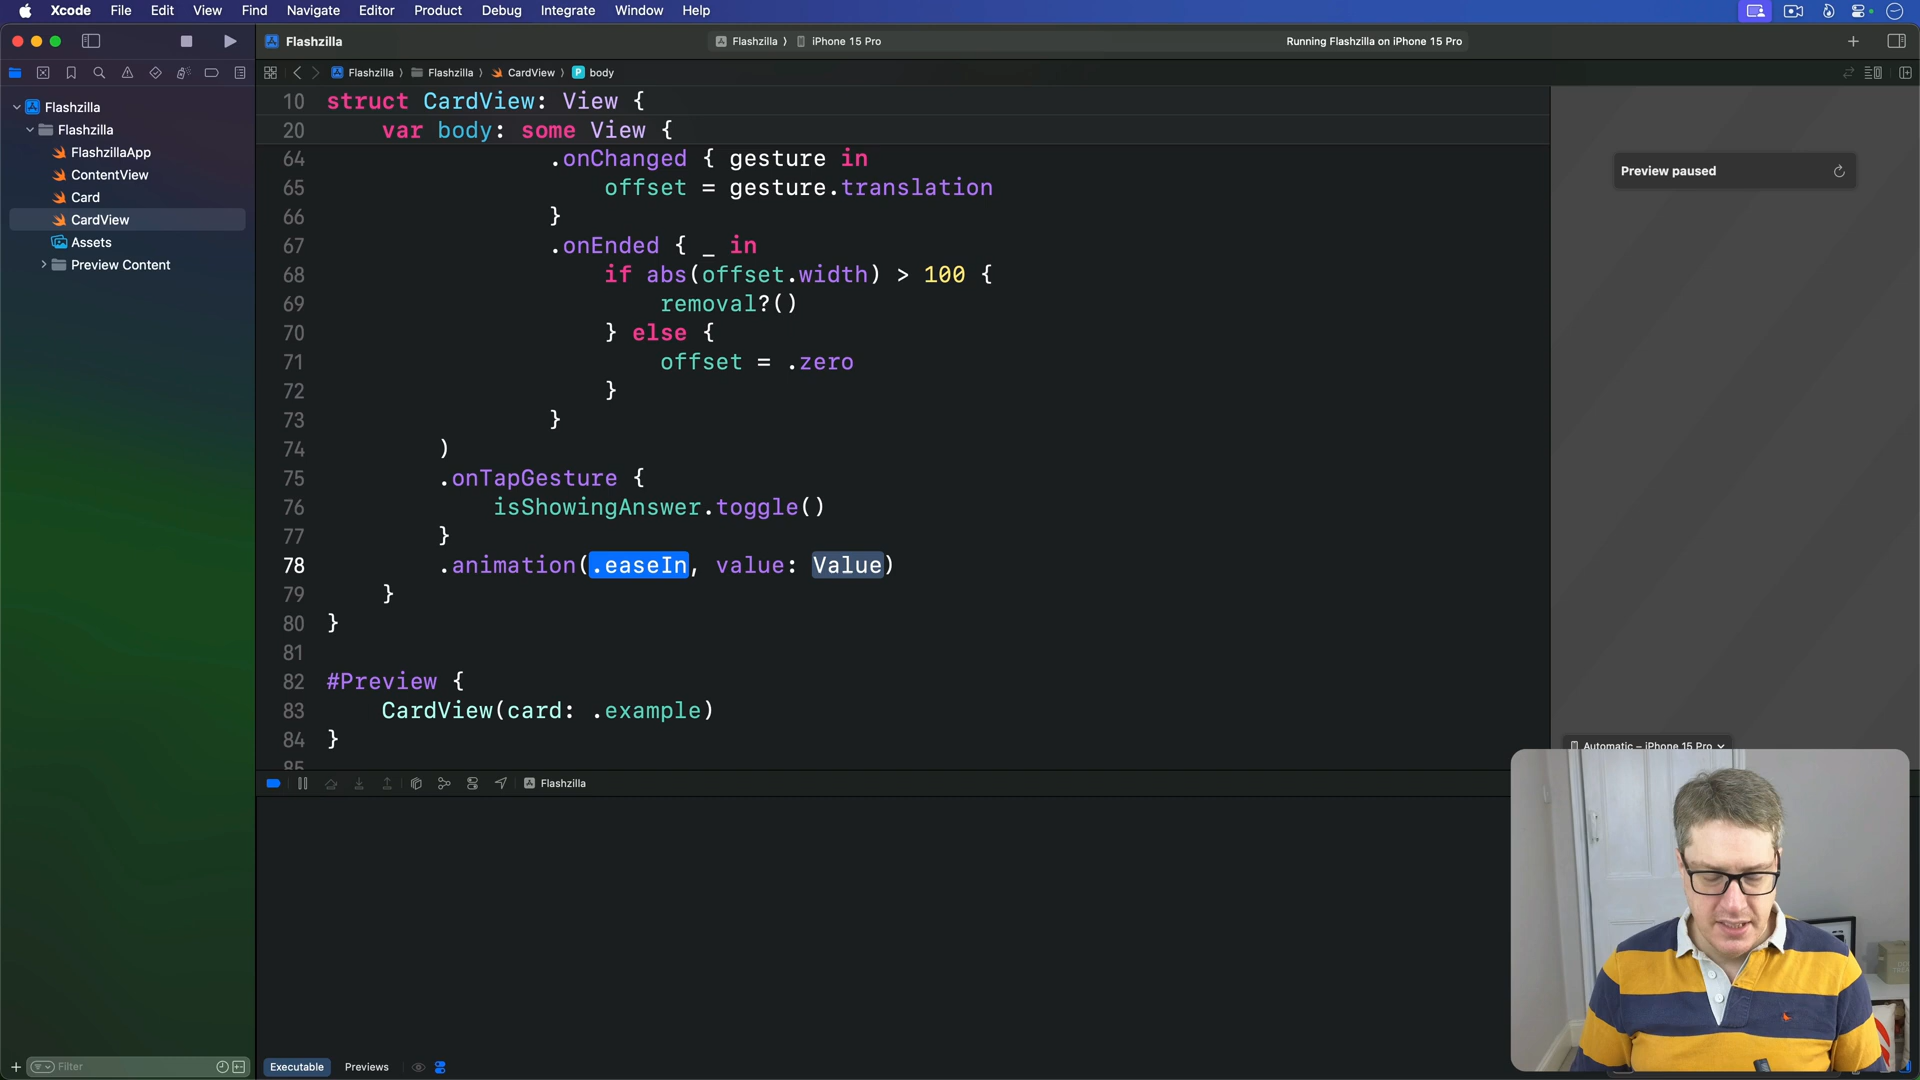 Xcode File Edit View Find Navigate Editor Product Debug Integrate Window Help
Flashzilla
Flashzilla ⟩ iPhone 15 Pro
Running Flashzilla on iPhone 15 Pro
Flashzilla ⟩ Flashzilla ⟩ CardView ⟩ P body
Flashzilla
Flashzilla
FlashzillaApp
ContentView
Card
CardView
Assets
Preview Content
10 struct CardView: View {
20 var body: some View {
64 .onChanged { gesture in
65 offset = gesture.translation
66 }
67 .onEnded { _ in
68 if abs(offset.width) > 100 {
69 removal?()
70 } else {
71 offset = .zero
72 }
73 }
74 )
75 .onTapGesture {
76 isShowingAnswer.toggle()
77 }
78 .animation(.easeIn, value: Value)
79 }
80 }
81
82 #Preview {
83 CardView(card: .example)
84 }
85
Preview paused
Automatic – iPhone 15 Pro
Flashzilla
Filter
Executable Previews